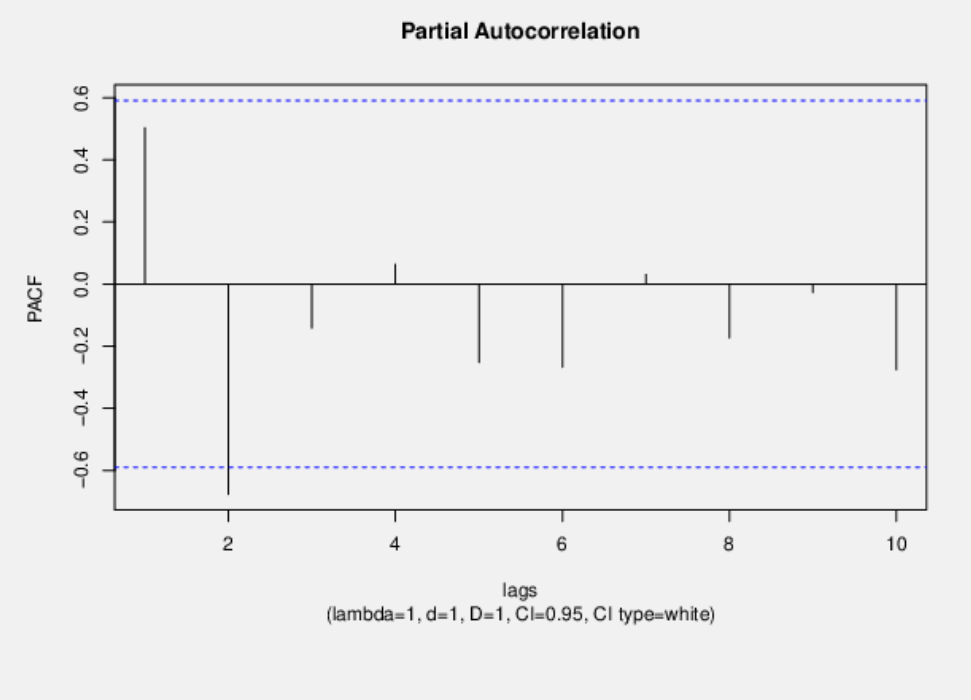 Partial Autocorrelation
0.6
0.4
0.2
0.0
−0.2
−0.4
−0.6
PACF
2 4 6 8 10
lags
(lambda=1, d=1, D=1, CI=0.95, CI type=white)